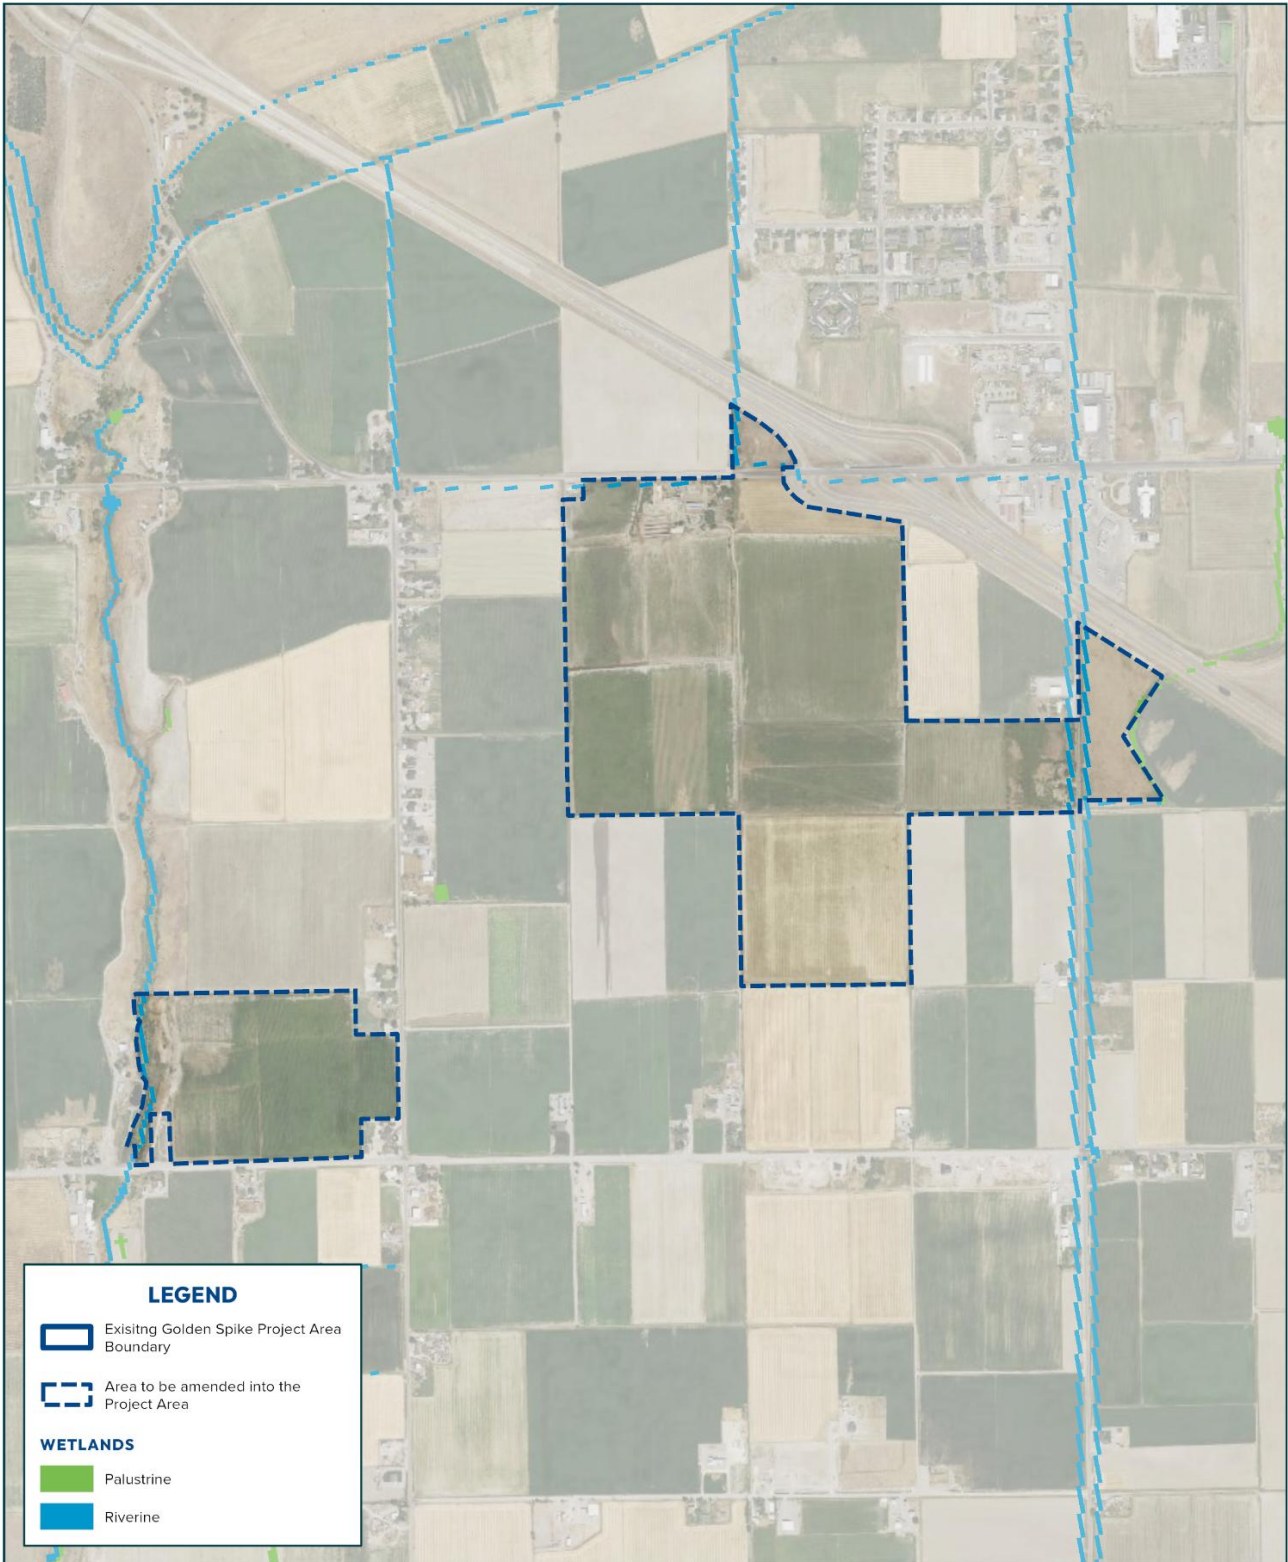 LEGEND
Exisitng Golden Spike Project Area
Boundary
Area to be amended into the
Project Area
WETLANDS
Palustrine
Riverine